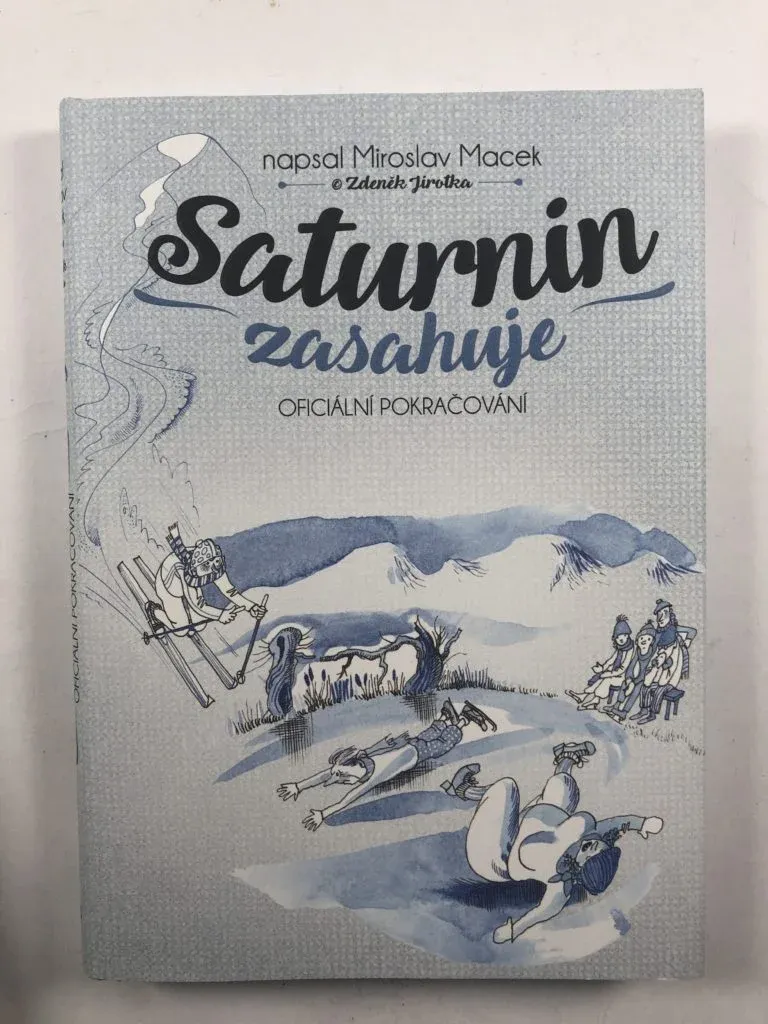 napsal Miroslav Macek
© Zdeněk Jirotka
Saturnin
zasahuje
OFICIÁLNÍ POKRAČOVÁNÍ
OFICIÁLNÍ POKRAČOVÁNÍ